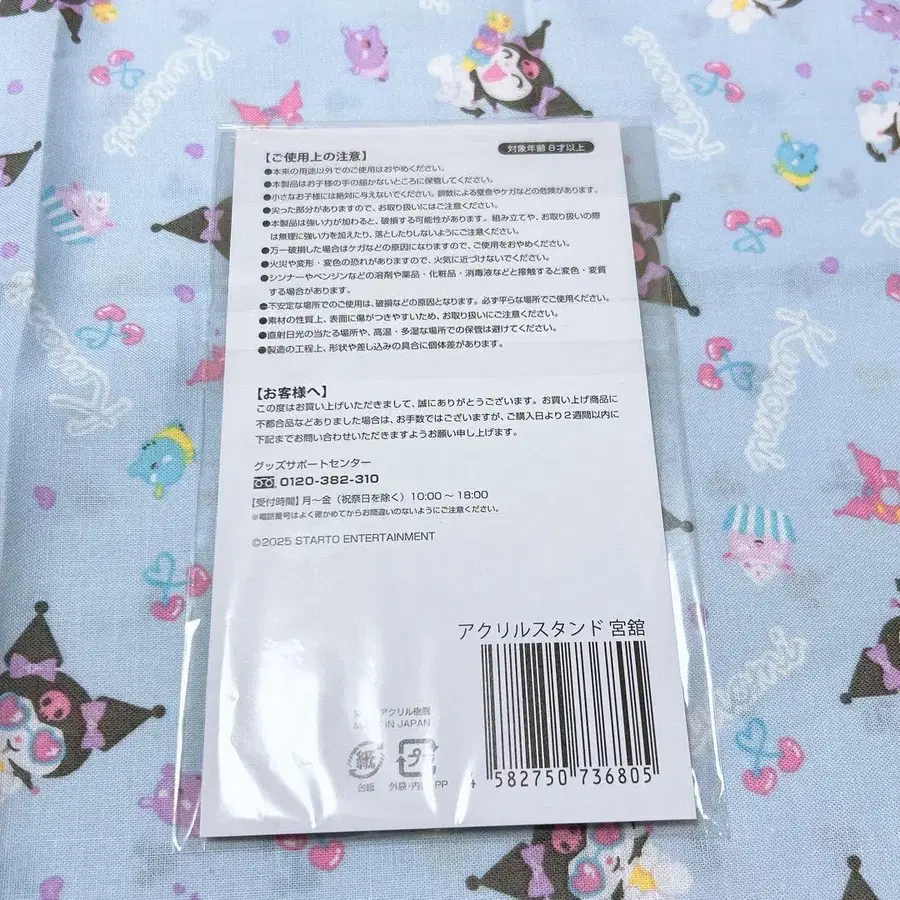 Kuromi
Kuromi
【ご使用上の注意】
対象年齢 8才以上
●本来の用途以外でのご使用はおやめください。
●本製品はお子様の手の届かないところに保管してください。
●小さなお子様には絶対に与えないでください。誤飲による窒息やケガなどの危険があります。
●尖った部分がありますので、お取り扱いにはご注意ください。
●本製品は強い力が加わると、破損する可能性があります。組み立てや、お取り扱いの際
は無理に強い力を加えたり、落としたりしないようにご注意ください。
●万一破損した場合はケガなどの原因になりますので、ご使用をおやめください。
●火災や変形・変色の恐れがありますので、火気に近づけないでください。
●シンナーやベンジンなどの溶剤や薬品・化粧品・消毒液などと接触すると変色・変質
する場合があります。
●不安定な場所でのご使用は、破損などの原因となります。必ず平らな場所でご使用ください。
●素材の性質上、表面に傷がつきやすいため、お取り扱いにご注意ください。
●直射日光の当たる場所や、高温・多湿な場所での保管は避けてください。
●製造の工程上、形状や差し込みの具合に個体差があります。
Kuromi
Kuromi
【お客様へ】
この度はお買い上げいただきまして、誠にありがとうございます。お買い上げ商品に
不都合品などありました場合は、お手数ではございますが、ご購入日より2週間以内に
下記までお問い合わせいただきますようお願い申し上げます。
グッズサポートセンター
0120-382-310
【受付時間】月〜金（祝祭日を除く）10:00〜18:00
※電話番号はよく確かめてからお間違いのないようにご注意ください。
©2025 STARTO ENTERTAINMENT
アクリルスタンド 宮舘
アクリル樹脂
IN JAPAN
紙
台紙
プラ
外袋・内 PP
4 582750 736805